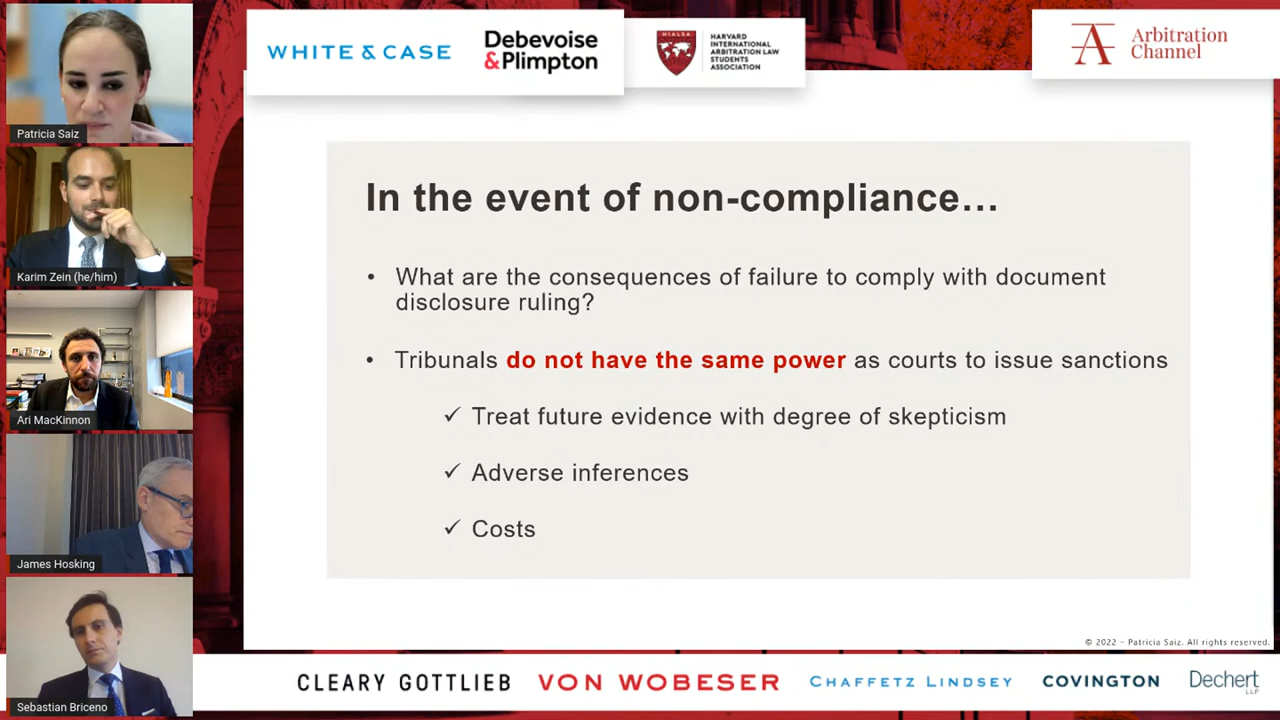 Patricia Saiz
Karim Zein (he/him)
Ari MacKinnon
James Hosking
Sebastian Briceno
WHITE & CASE
Debevoise
&Plimpton
HIALSA
HARVARD
INTERNATIONAL
ARBITRATION LAW
STUDENTS
ASSOCIATION
Arbitration
Channel
In the event of non-compliance…
• What are the consequences of failure to comply with document
disclosure ruling?
• Tribunals do not have the same power as courts to issue sanctions
✓ Treat future evidence with degree of skepticism
✓ Adverse inferences
✓ Costs
© 2022 – Patricia Saiz. All rights reserved.
CLEARY GOTTLIEB
VON WOBESER
CHAFFETZ LINDSEY
COVINGTON
Dechert
LLP